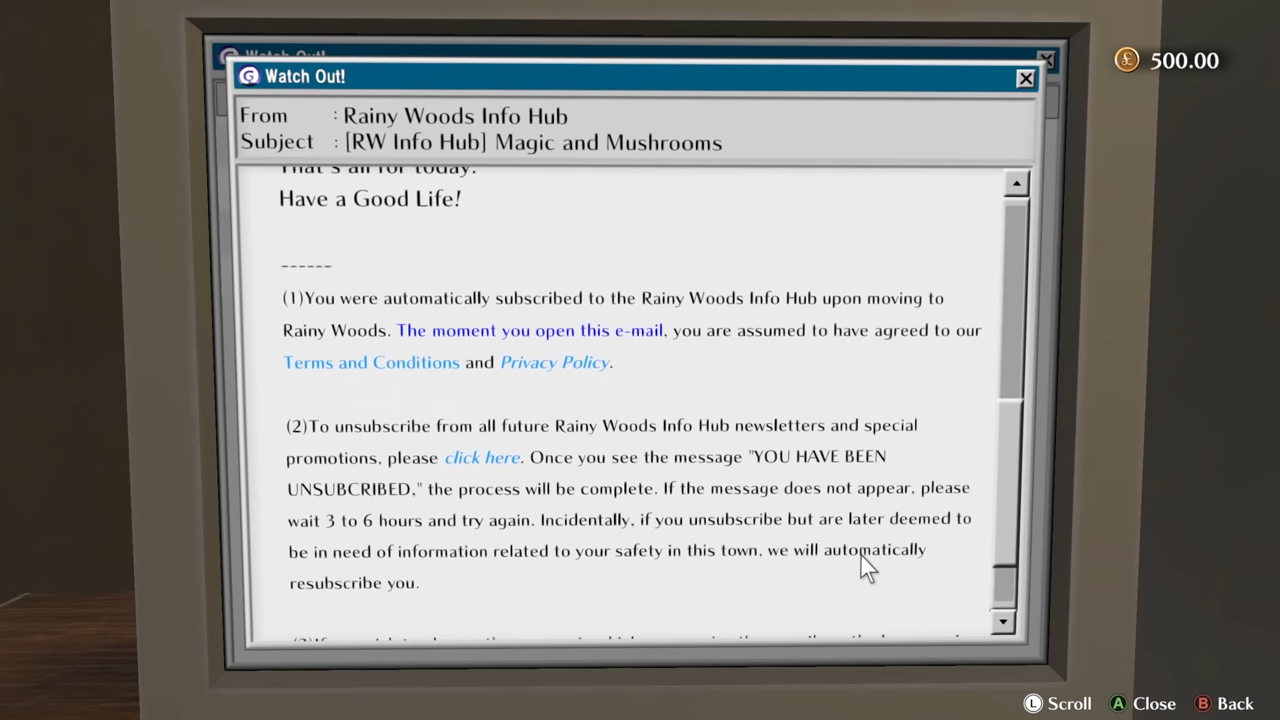 Watch Out!
500.00
Watch Out!
From : Rainy Woods Info Hub
Subject : [RW Info Hub] Magic and Mushrooms
That's all for today.
Have a Good Life!
------
(1)You were automatically subscribed to the Rainy Woods Info Hub upon moving to
Rainy Woods. The moment you open this e-mail, you are assumed to have agreed to our
Terms and Conditions and Privacy Policy.
(2)To unsubscribe from all future Rainy Woods Info Hub newsletters and special
promotions, please click here. Once you see the message "YOU HAVE BEEN
UNSUBCRIBED," the process will be complete. If the message does not appear, please
wait 3 to 6 hours and try again. Incidentally, if you unsubscribe but are later deemed to
be in need of information related to your safety in this town, we will automatically
resubscribe you.
L Scroll A Close B Back